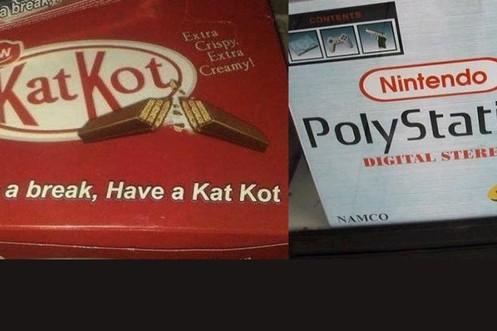 a break,
KatKot
Extra
Crispy,
Extra
Creamy!
a break, Have a Kat Kot
CONTENTS
Nintendo
PolyStati
DIGITAL STERE
NAMCO